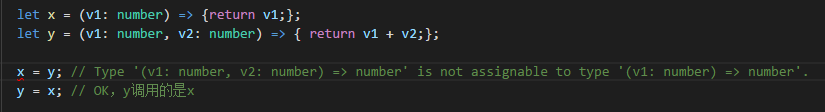 let x = (v1: number) => {return v1;};
let y = (v1: number, v2: number) => { return v1 + v2;};
x = y; // Type '(v1: number, v2: number) => number' is not assignable to type '(v1: number) => number'.
y = x; // OK，y调用的是x